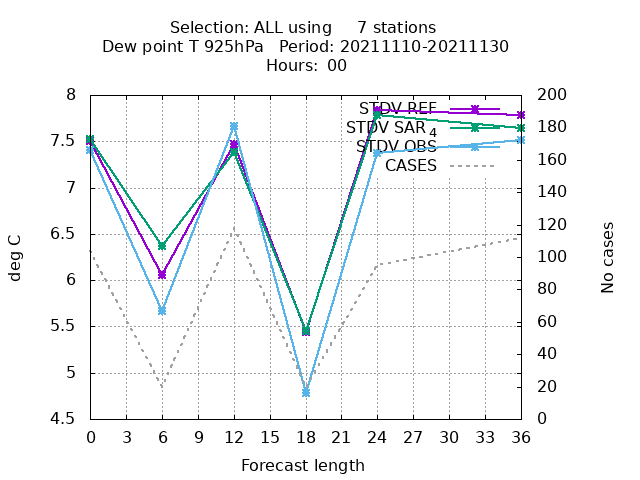 Selection: ALL using 7 stations
Dew point T 925hPa Period: 20211110-20211130
Hours: 00
8
7.5
7
6.5
6
5.5
5
4.5
200
180
160
140
120
100
80
60
40
20
0
STDV REF
STDV SAR4
STDV OBS
CASES
deg C
No cases
0 3 6 9 12 15 18 21 24 27 30 33 36
Forecast length